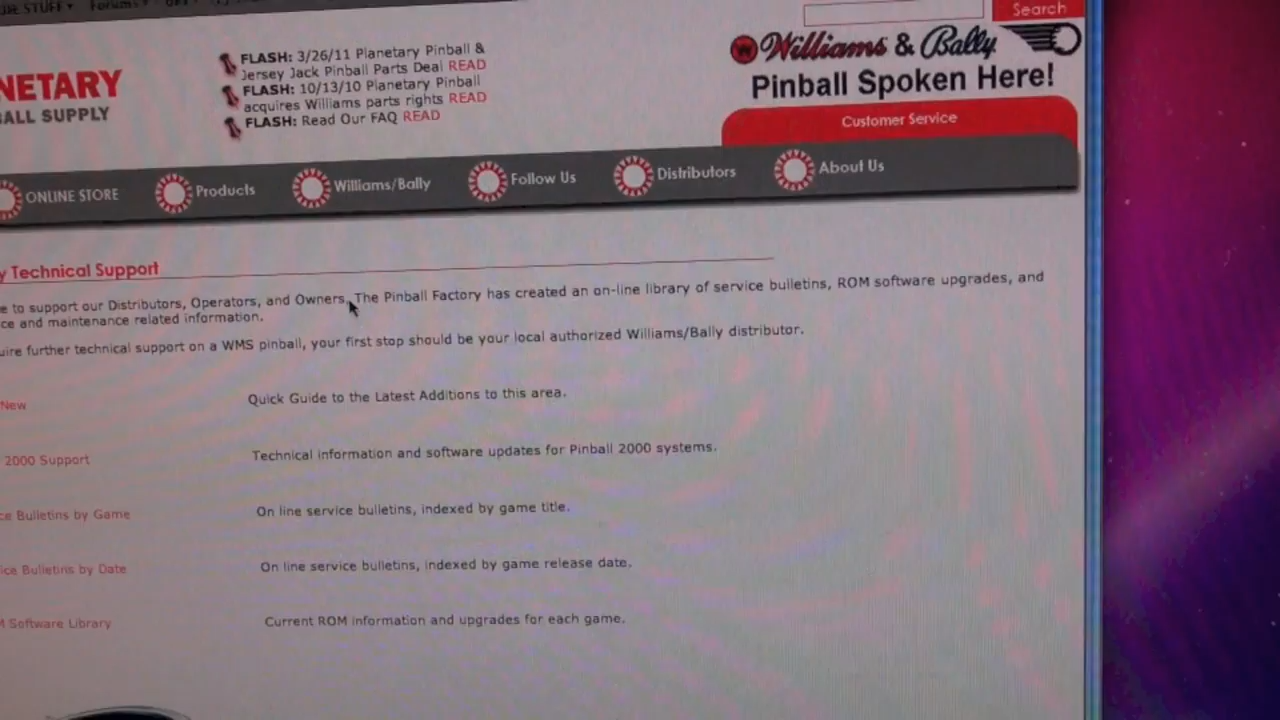 STUFF
Forums
Search
FLASH: 3/26/11 Planetary Pinball &
Jersey Jack Pinball Parts Deal READ
FLASH: 10/13/10 Planetary Pinball
acquires Williams parts rights READ
FLASH: Read Our FAQ READ
NETARY
ALL SUPPLY
Williams & Bally
Pinball Spoken Here!
Customer Service
ONLINE STORE
Products
Williams/Bally
Follow Us
Distributors
About Us
y Technical Support
e to support our Distributors, Operators, and Owners, The Pinball Factory has created an on-line library of service bulletins, ROM software upgrades, and
ce and maintenance related information.
uire further technical support on a WMS pinball, your first stop should be your local authorized Williams/Bally distributor.
New
Quick Guide to the Latest Additions to this area.
2000 Support
Technical information and software updates for Pinball 2000 systems.
ce Bulletins by Game
On line service bulletins, indexed by game title.
ice Bulletins by Date
On line service bulletins, indexed by game release date.
M Software Library
Current ROM information and upgrades for each game.